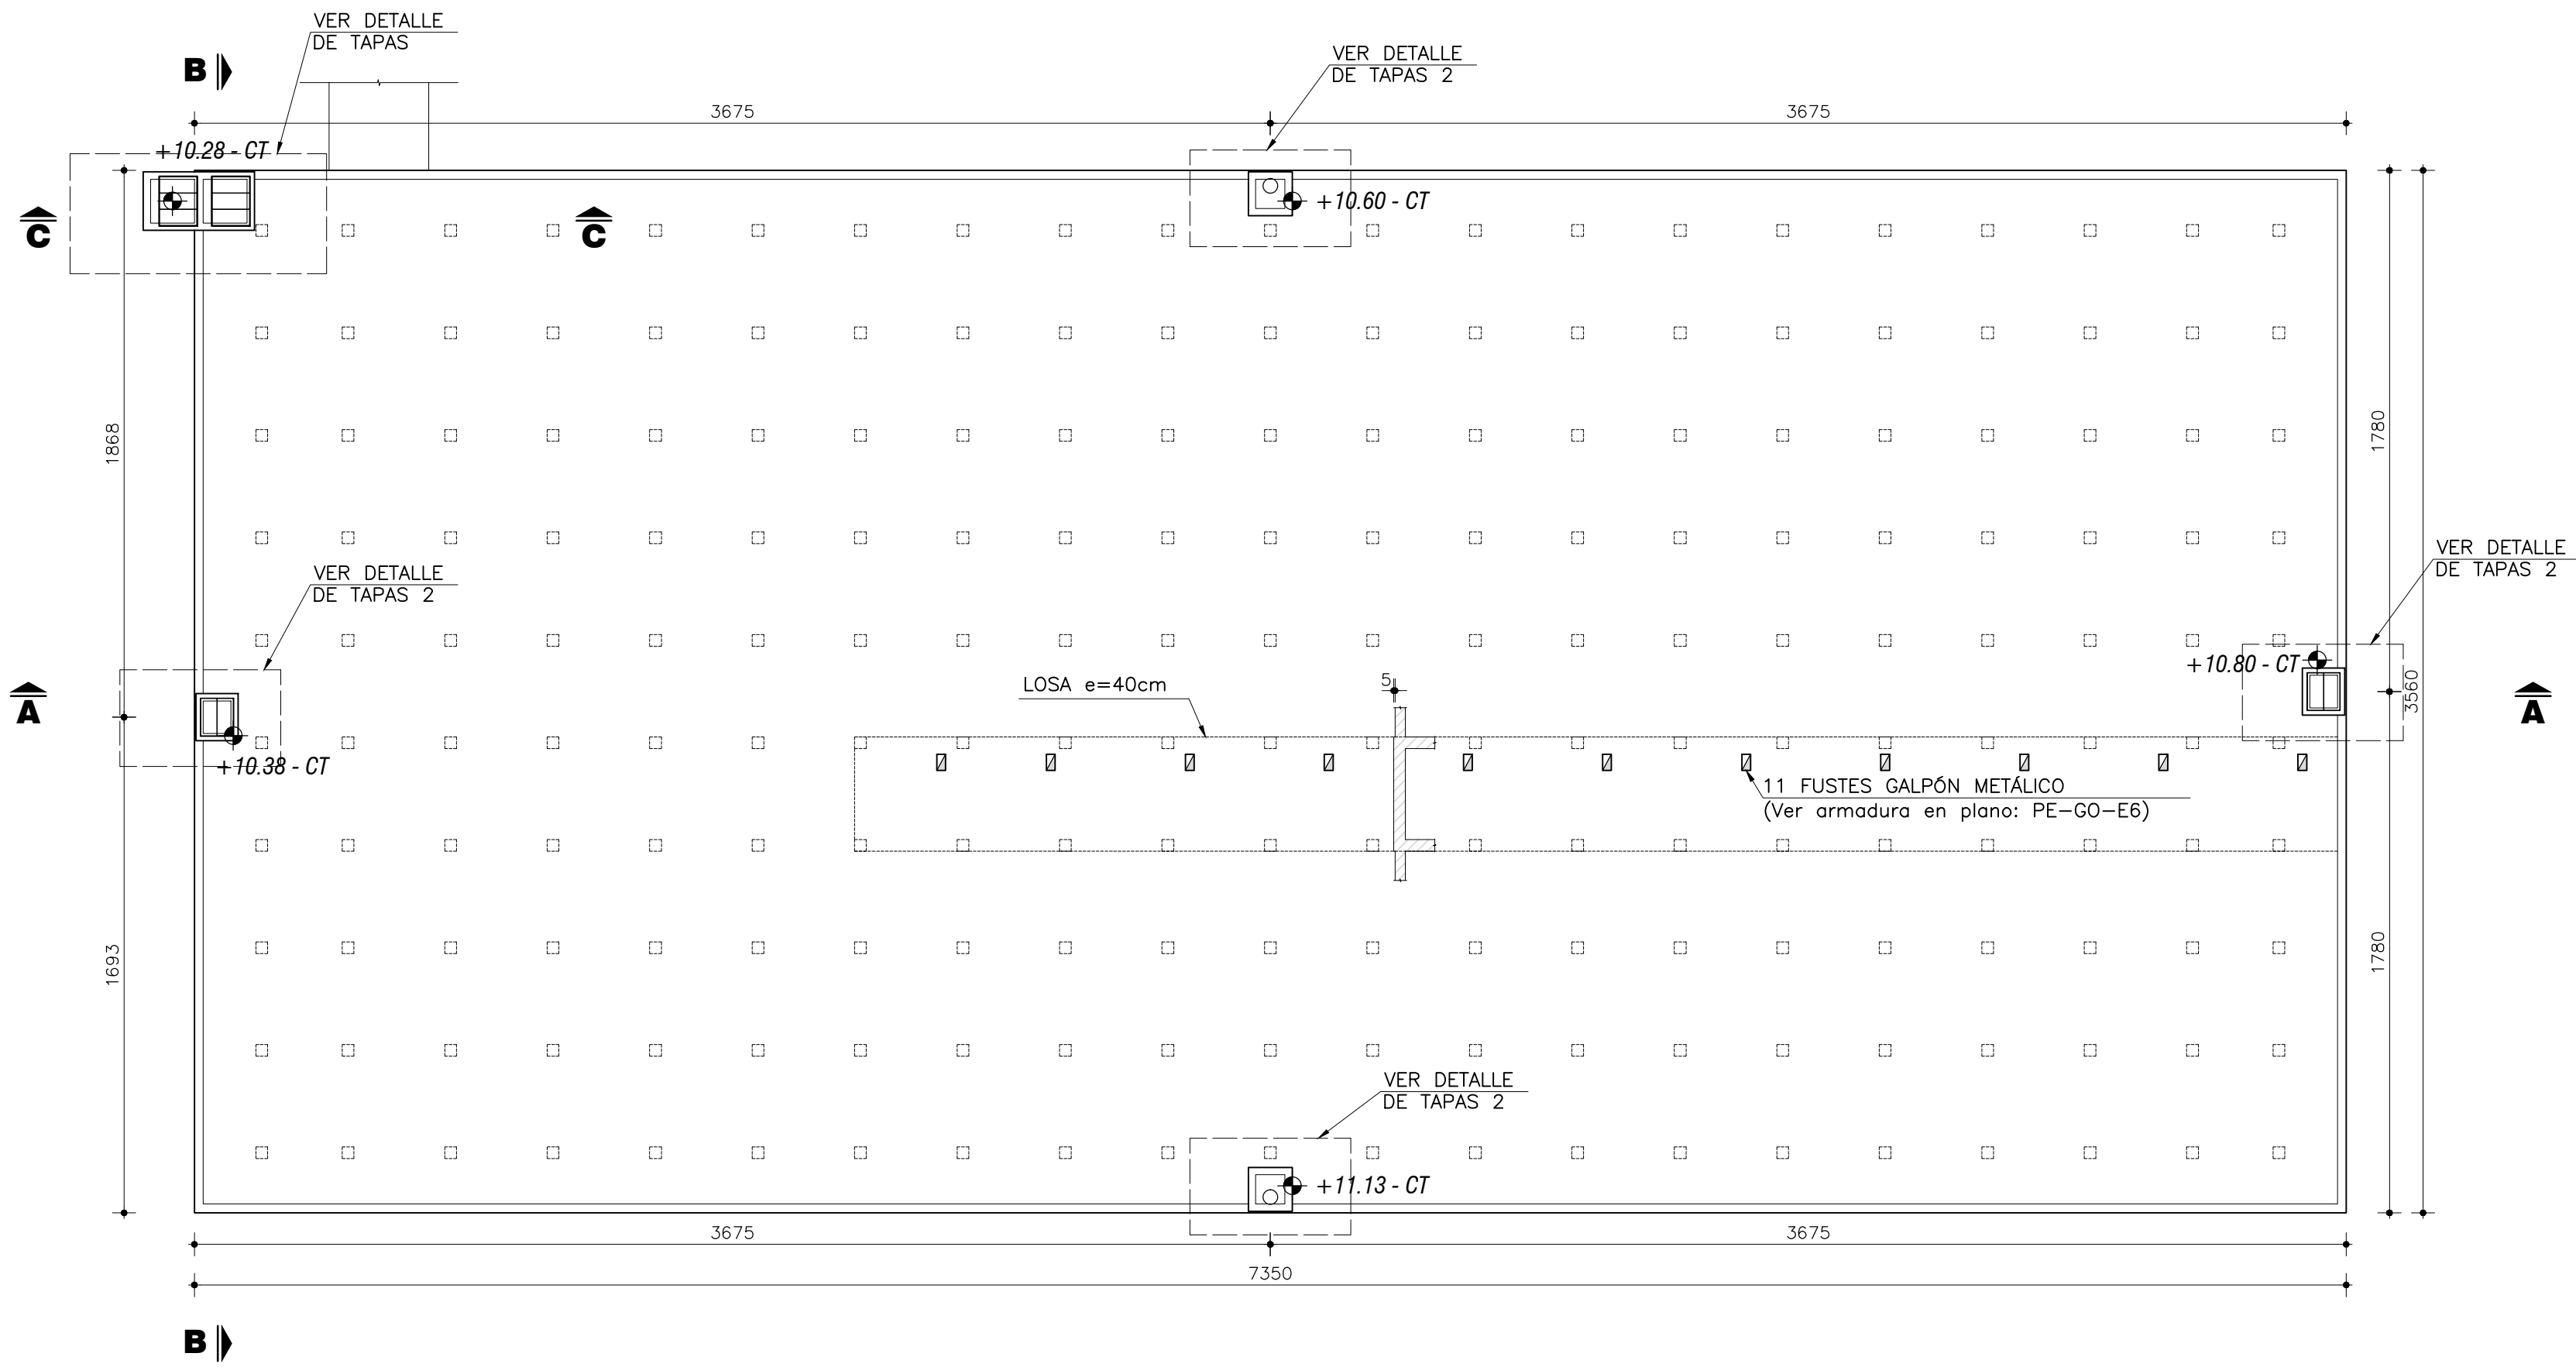 VER DETALLE
DE TAPAS
VER DETALLE
DE TAPAS 2
B
3675
3675
+10.28 - CT
+10.60 - CT
C
C
1868
1780
VER DETALLE
DE TAPAS 2
VER DETALLE
DE TAPAS 2
+10.80 - CT
LOSA e=40cm
5
A
3560
A
+10.38 - CT
11 FUSTES GALPÓN METÁLICO
(Ver armadura en plano: PE-GO-E6)
1693
1780
VER DETALLE
DE TAPAS 2
+11.13 - CT
3675
3675
7350
B